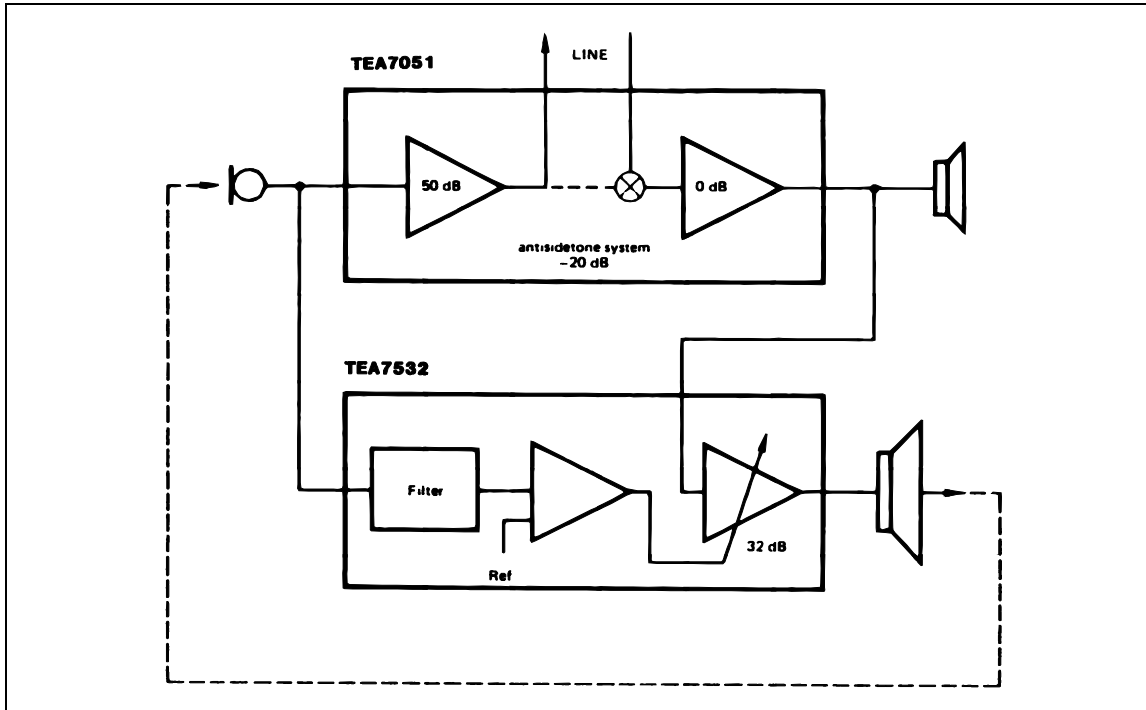 TEA7051
LINE
50 dB
0 dB
antisidetone system
−20 dB
TEA7532
Filter
Ref
32 dB